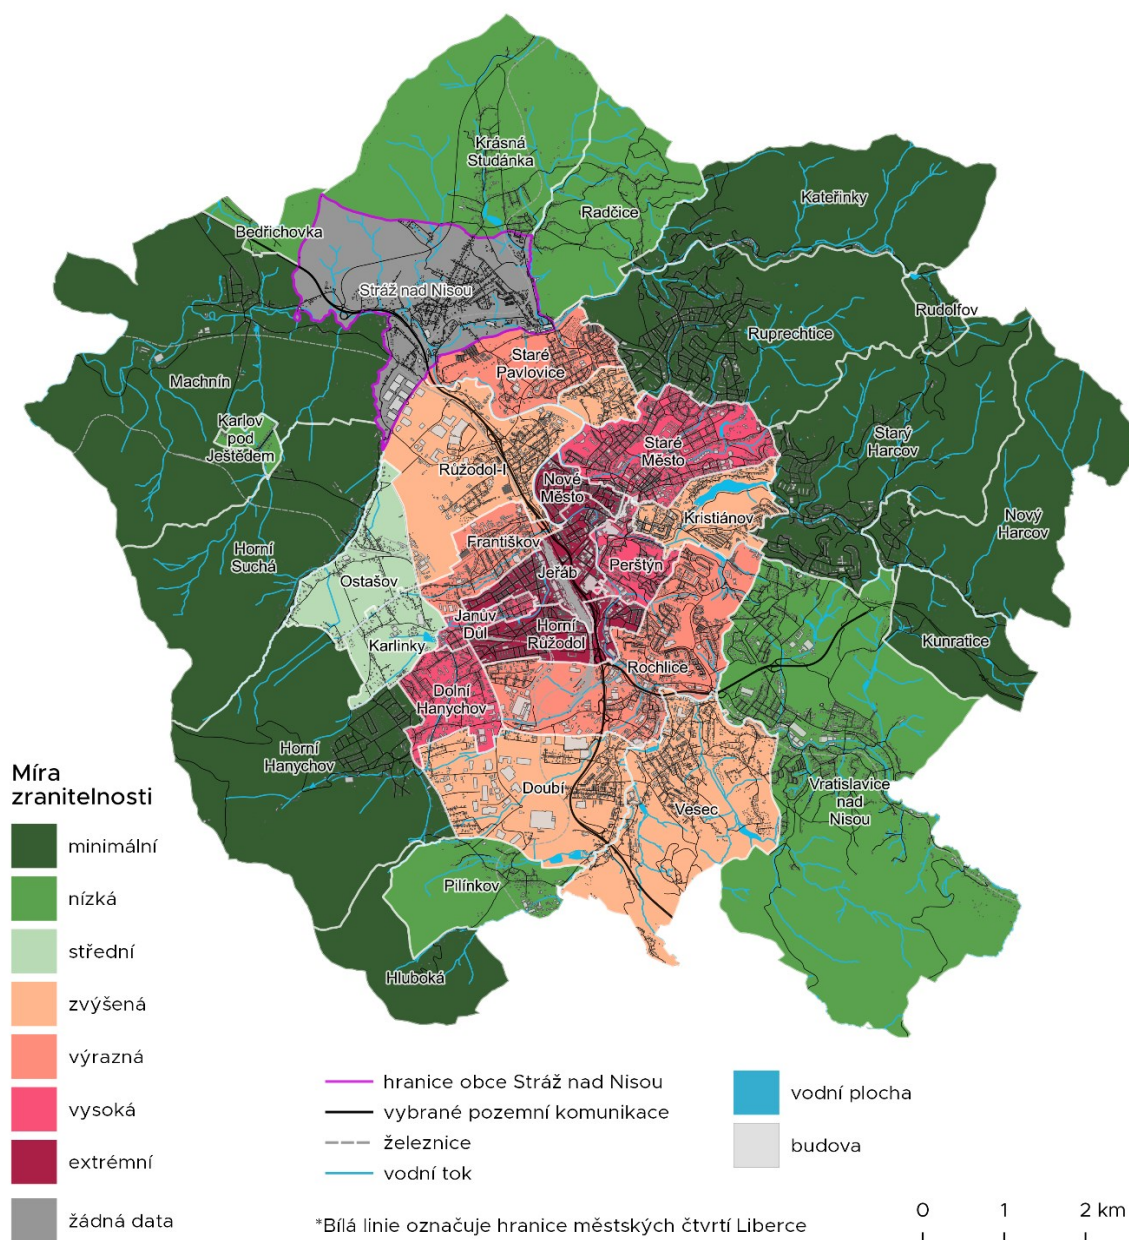 Krásná
Studánka
Kateřinky
Radčice
Bedřichovka
Stráž nad Nisou
Rudolfov
Ruprechtice
Staré
Pavlovice
Machnín
Karlov
pod
Ještědem
Starý
Harcov
Staré
Město
Růžodol-I
Nové
Město
Kristiánov
Nový
Harcov
Františkov
Horní
Suchá
Ostašov
Jeřáb
Perštýn
Janův
Důl
Horní
Růžodol
Karlinky
Kunratice
Rochlice
Dolní
Hanychov
Horní
Hanychov
Doubí
Vesec
Vratislavice
nad
Nisou
Pilínkov
Hluboká
Míra
zranitelnosti
minimální
nízká
střední
zvýšená
výrazná
vysoká
extrémní
žádná data
hranice obce Stráž nad Nisou
vybrané pozemní komunikace
železnice
vodní tok
vodní plocha
budova
*Bílá linie označuje hranice městských čtvrtí Liberce
0 1 2 km